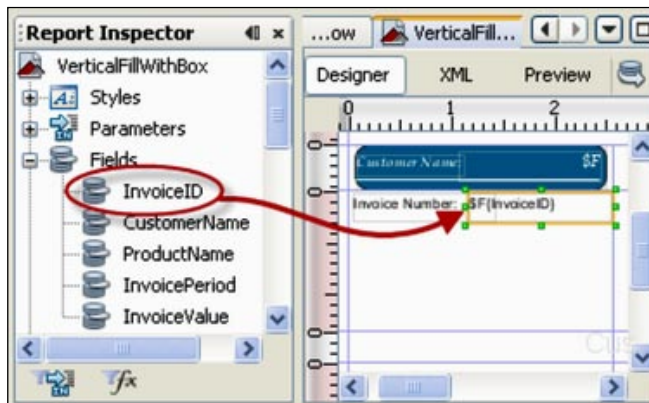 Report Inspector
VerticalFillWithBox
Styles
Parameters
Fields
InvoiceID
CustomerName
ProductName
InvoicePeriod
InvoiceValue
fx
...ow VerticalFill...
Designer XML Preview
0 1 2
Customer Name: $F
Invoice Number: $F{InvoiceID}
Cus